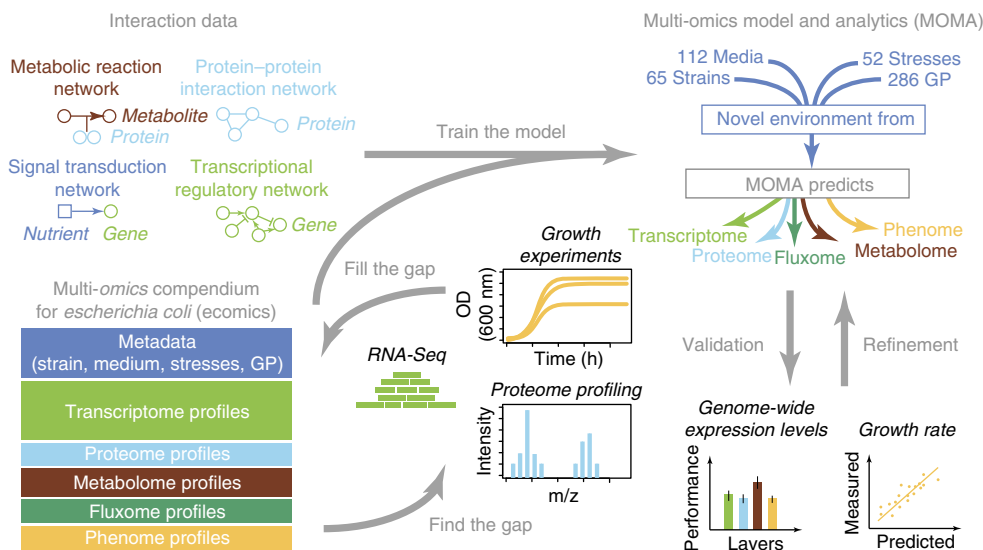 Interaction data
Metabolic reaction
network
Metabolite
Protein
Protein–protein
interaction network
Protein
Signal transduction
network
Nutrient
Gene
Transcriptional
regulatory network
Gene
Multi-omics compendium
for escherichia coli (ecomics)
Metadata
(strain, medium, stresses, GP)
Transcriptome profiles
Proteome profiles
Metabolome profiles
Fluxome profiles
Phenome profiles
Train the model
Fill the gap
Find the gap
RNA-Seq
Growth
experiments
OD
(600 nm)
Time (h)
Proteome profiling
Intensity
m/z
Multi-omics model and analytics (MOMA)
112 Media
52 Stresses
65 Strains
286 GP
Novel environment from
MOMA predicts
Transcriptome
Proteome
Fluxome
Metabolome
Phenome
Validation
Refinement
Genome-wide
expression levels
Performance
Layers
Growth rate
Measured
Predicted